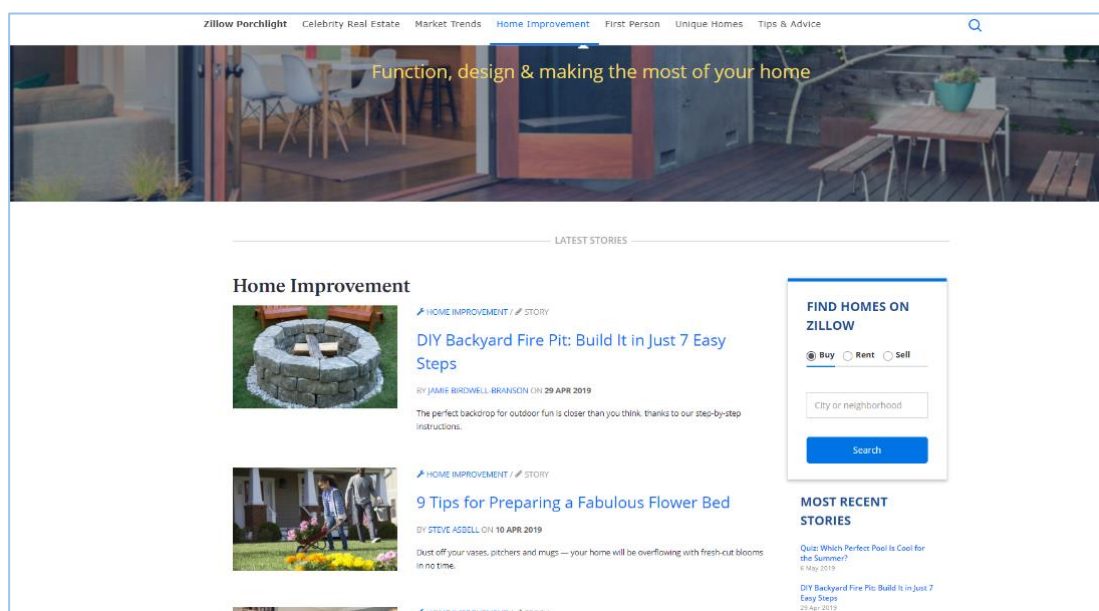 Zillow Porchlight Celebrity Real Estate Market Trends Home Improvement First Person Unique Homes Tips & Advice
Function, design & making the most of your home
LATEST STORIES
Home Improvement
HOME IMPROVEMENT / STORY
DIY Backyard Fire Pit: Build It in Just 7 Easy
Steps
BY JAMIE BIRDWELL-BRANSON ON 29 APR 2019
The perfect backdrop for outdoor fun is closer than you think, thanks to our step-by-step
instructions.
HOME IMPROVEMENT / STORY
9 Tips for Preparing a Fabulous Flower Bed
BY STEVE ASBELL ON 10 APR 2019
Dust off your vases, pitchers and mugs — your home will be overflowing with fresh-cut blooms
in no time.
FIND HOMES ON
ZILLOW
Buy Rent Sell
City or neighborhood
Search
MOST RECENT
STORIES
Quiz: Which Perfect Pool Is Cool for
the Summer?
6 May 2019
DIY Backyard Fire Pit: Build It in Just 7
Easy Steps
29 Apr 2019